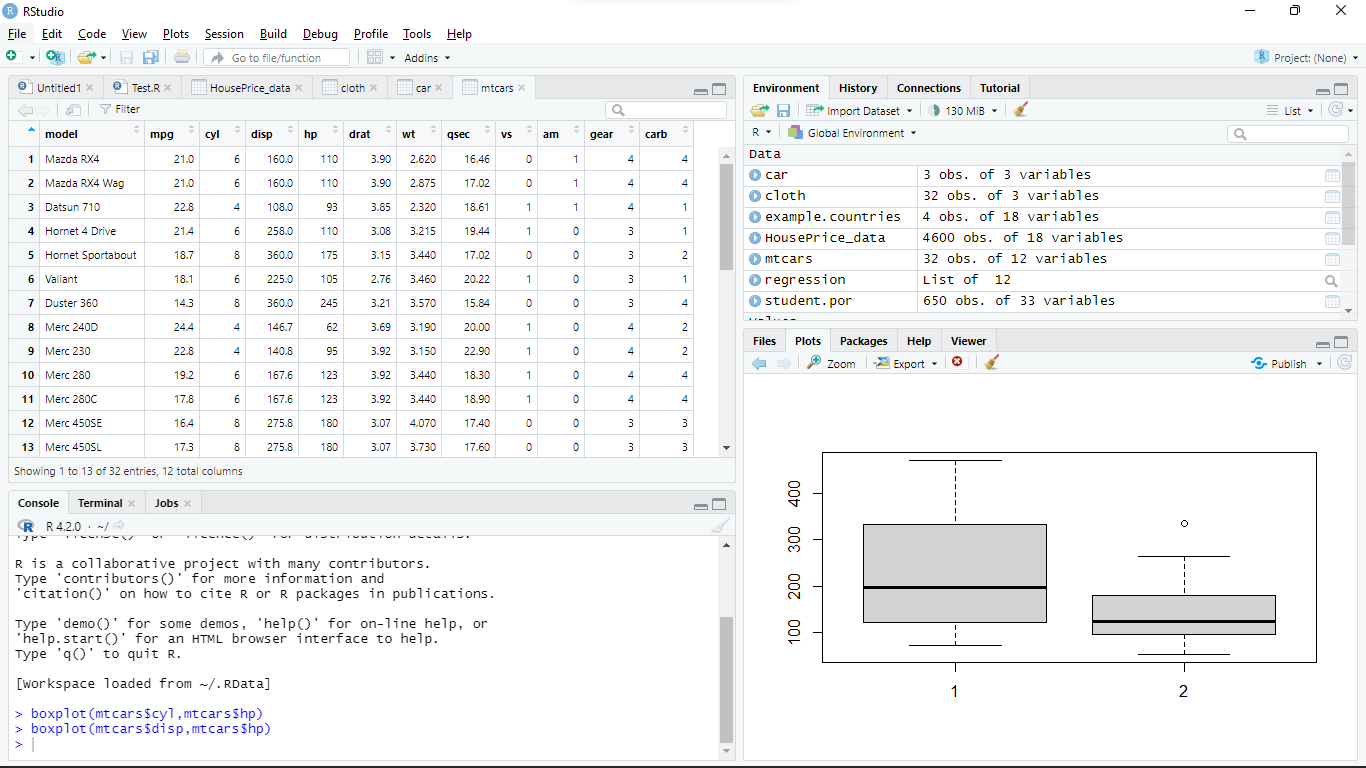 RStudio
File Edit Code View Plots Session Build Debug Profile Tools Help
Go to file/function Addins Project: (None)
Untitled1 Test.R HousePrice_data cloth car mtcars
Filter
model mpg cyl disp hp drat wt qsec vs am gear carb
1 Mazda RX4 21.0 6 160.0 110 3.90 2.620 16.46 0 1 4 4
2 Mazda RX4 Wag 21.0 6 160.0 110 3.90 2.875 17.02 0 1 4 4
3 Datsun 710 22.8 4 108.0 93 3.85 2.320 18.61 1 1 4 1
4 Hornet 4 Drive 21.4 6 258.0 110 3.08 3.215 19.44 1 0 3 1
5 Hornet Sportabout 18.7 8 360.0 175 3.15 3.440 17.02 0 0 3 2
6 Valiant 18.1 6 225.0 105 2.76 3.460 20.22 1 0 3 1
7 Duster 360 14.3 8 360.0 245 3.21 3.570 15.84 0 0 3 4
8 Merc 240D 24.4 4 146.7 62 3.69 3.190 20.00 1 0 4 2
9 Merc 230 22.8 4 140.8 95 3.92 3.150 22.90 1 0 4 2
10 Merc 280 19.2 6 167.6 123 3.92 3.440 18.30 1 0 4 4
11 Merc 280C 17.8 6 167.6 123 3.92 3.440 18.90 1 0 4 4
12 Merc 450SE 16.4 8 275.8 180 3.07 4.070 17.40 0 0 3 3
13 Merc 450SL 17.3 8 275.8 180 3.07 3.730 17.60 0 0 3 3
Showing 1 to 13 of 32 entries, 12 total columns
Console Terminal Jobs
R 4.2.0 · ~/
R is a collaborative project with many contributors.
Type 'contributors()' for more information and
'citation()' on how to cite R or R packages in publications.
Type 'demo()' for some demos, 'help()' for on-line help, or
'help.start()' for an HTML browser interface to help.
Type 'q()' to quit R.
[Workspace loaded from ~/.RData]
> boxplot(mtcars$cyl,mtcars$hp)
> boxplot(mtcars$disp,mtcars$hp)
>
Environment History Connections Tutorial
Import Dataset 130 MiB List
R Global Environment
Data
car 3 obs. of 3 variables
cloth 32 obs. of 3 variables
example.countries 4 obs. of 18 variables
HousePrice_data 4600 obs. of 18 variables
mtcars 32 obs. of 12 variables
regression List of 12
student.por 650 obs. of 33 variables
Files Plots Packages Help Viewer
Zoom Export Publish
400
300
200
100
1 2